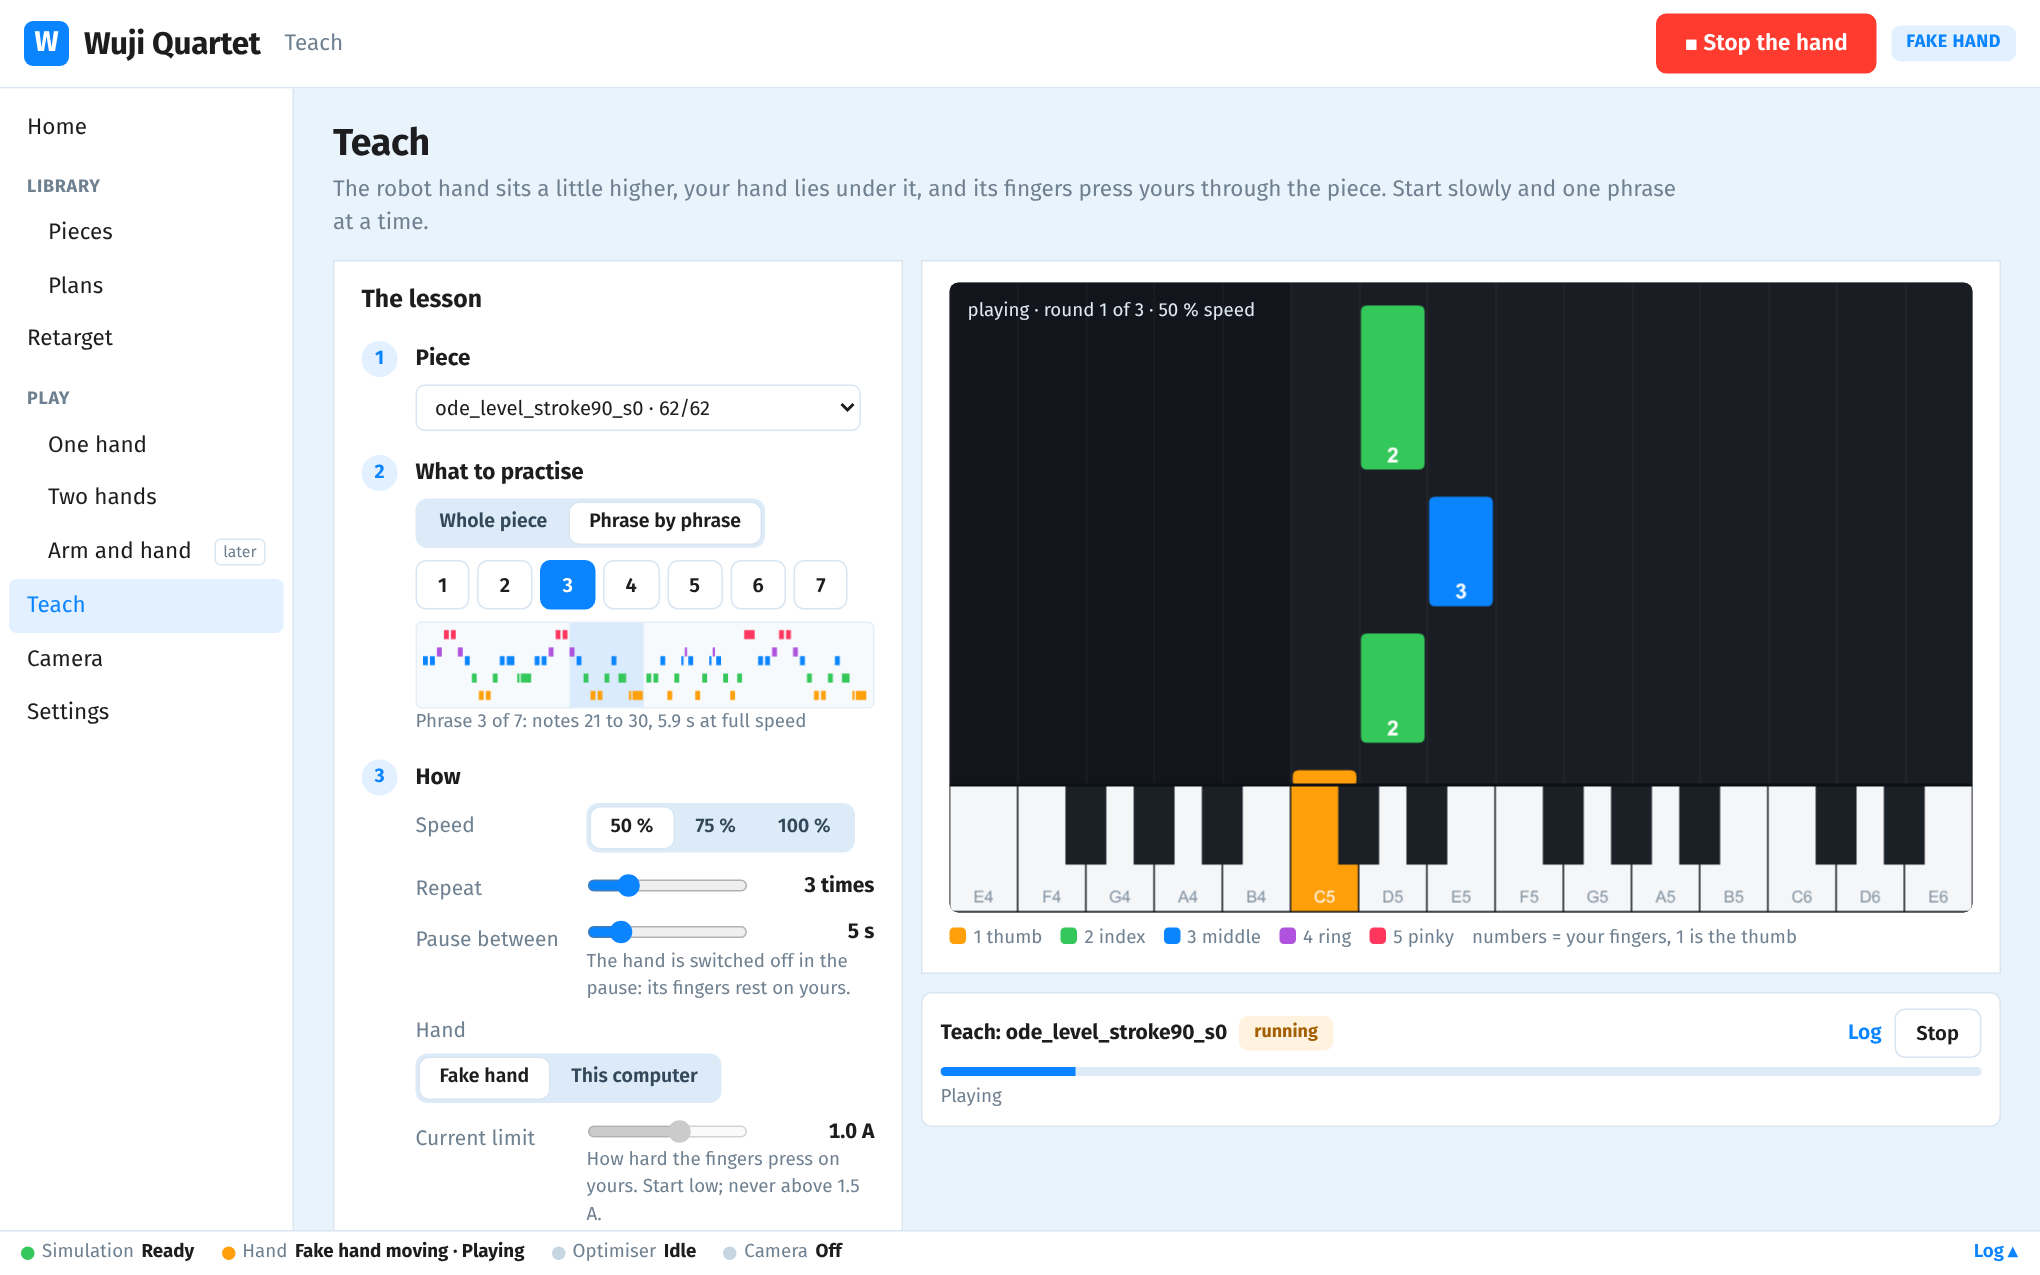 W Wuji Quartet Teach
■ Stop the hand
FAKE HAND
Home
LIBRARY
Pieces
Plans
Retarget
PLAY
One hand
Two hands
Arm and hand later
Teach
Camera
Settings
Teach
The robot hand sits a little higher, your hand lies under it, and its fingers press yours through the piece. Start slowly and one phrase
at a time.
The lesson
1 Piece
ode_level_stroke90_s0 · 62/62
2 What to practise
Whole piece Phrase by phrase
1 2 3 4 5 6 7
Phrase 3 of 7: notes 21 to 30, 5.9 s at full speed
3 How
Speed 50 % 75 % 100 %
Repeat 3 times
Pause between 5 s
The hand is switched off in the
pause: its fingers rest on yours.
Hand
Fake hand This computer
Current limit 1.0 A
How hard the fingers press on
yours. Start low; never above 1.5
A.
playing · round 1 of 3 · 50 % speed
2
3
2
E4 F4 G4 A4 B4 C5 D5 E5 F5 G5 A5 B5 C6 D6 E6
1 thumb 2 index 3 middle 4 ring 5 pinky numbers = your fingers, 1 is the thumb
Teach: ode_level_stroke90_s0 running Log Stop
Playing
Simulation Ready Hand Fake hand moving · Playing Optimiser Idle Camera Off Log ▴